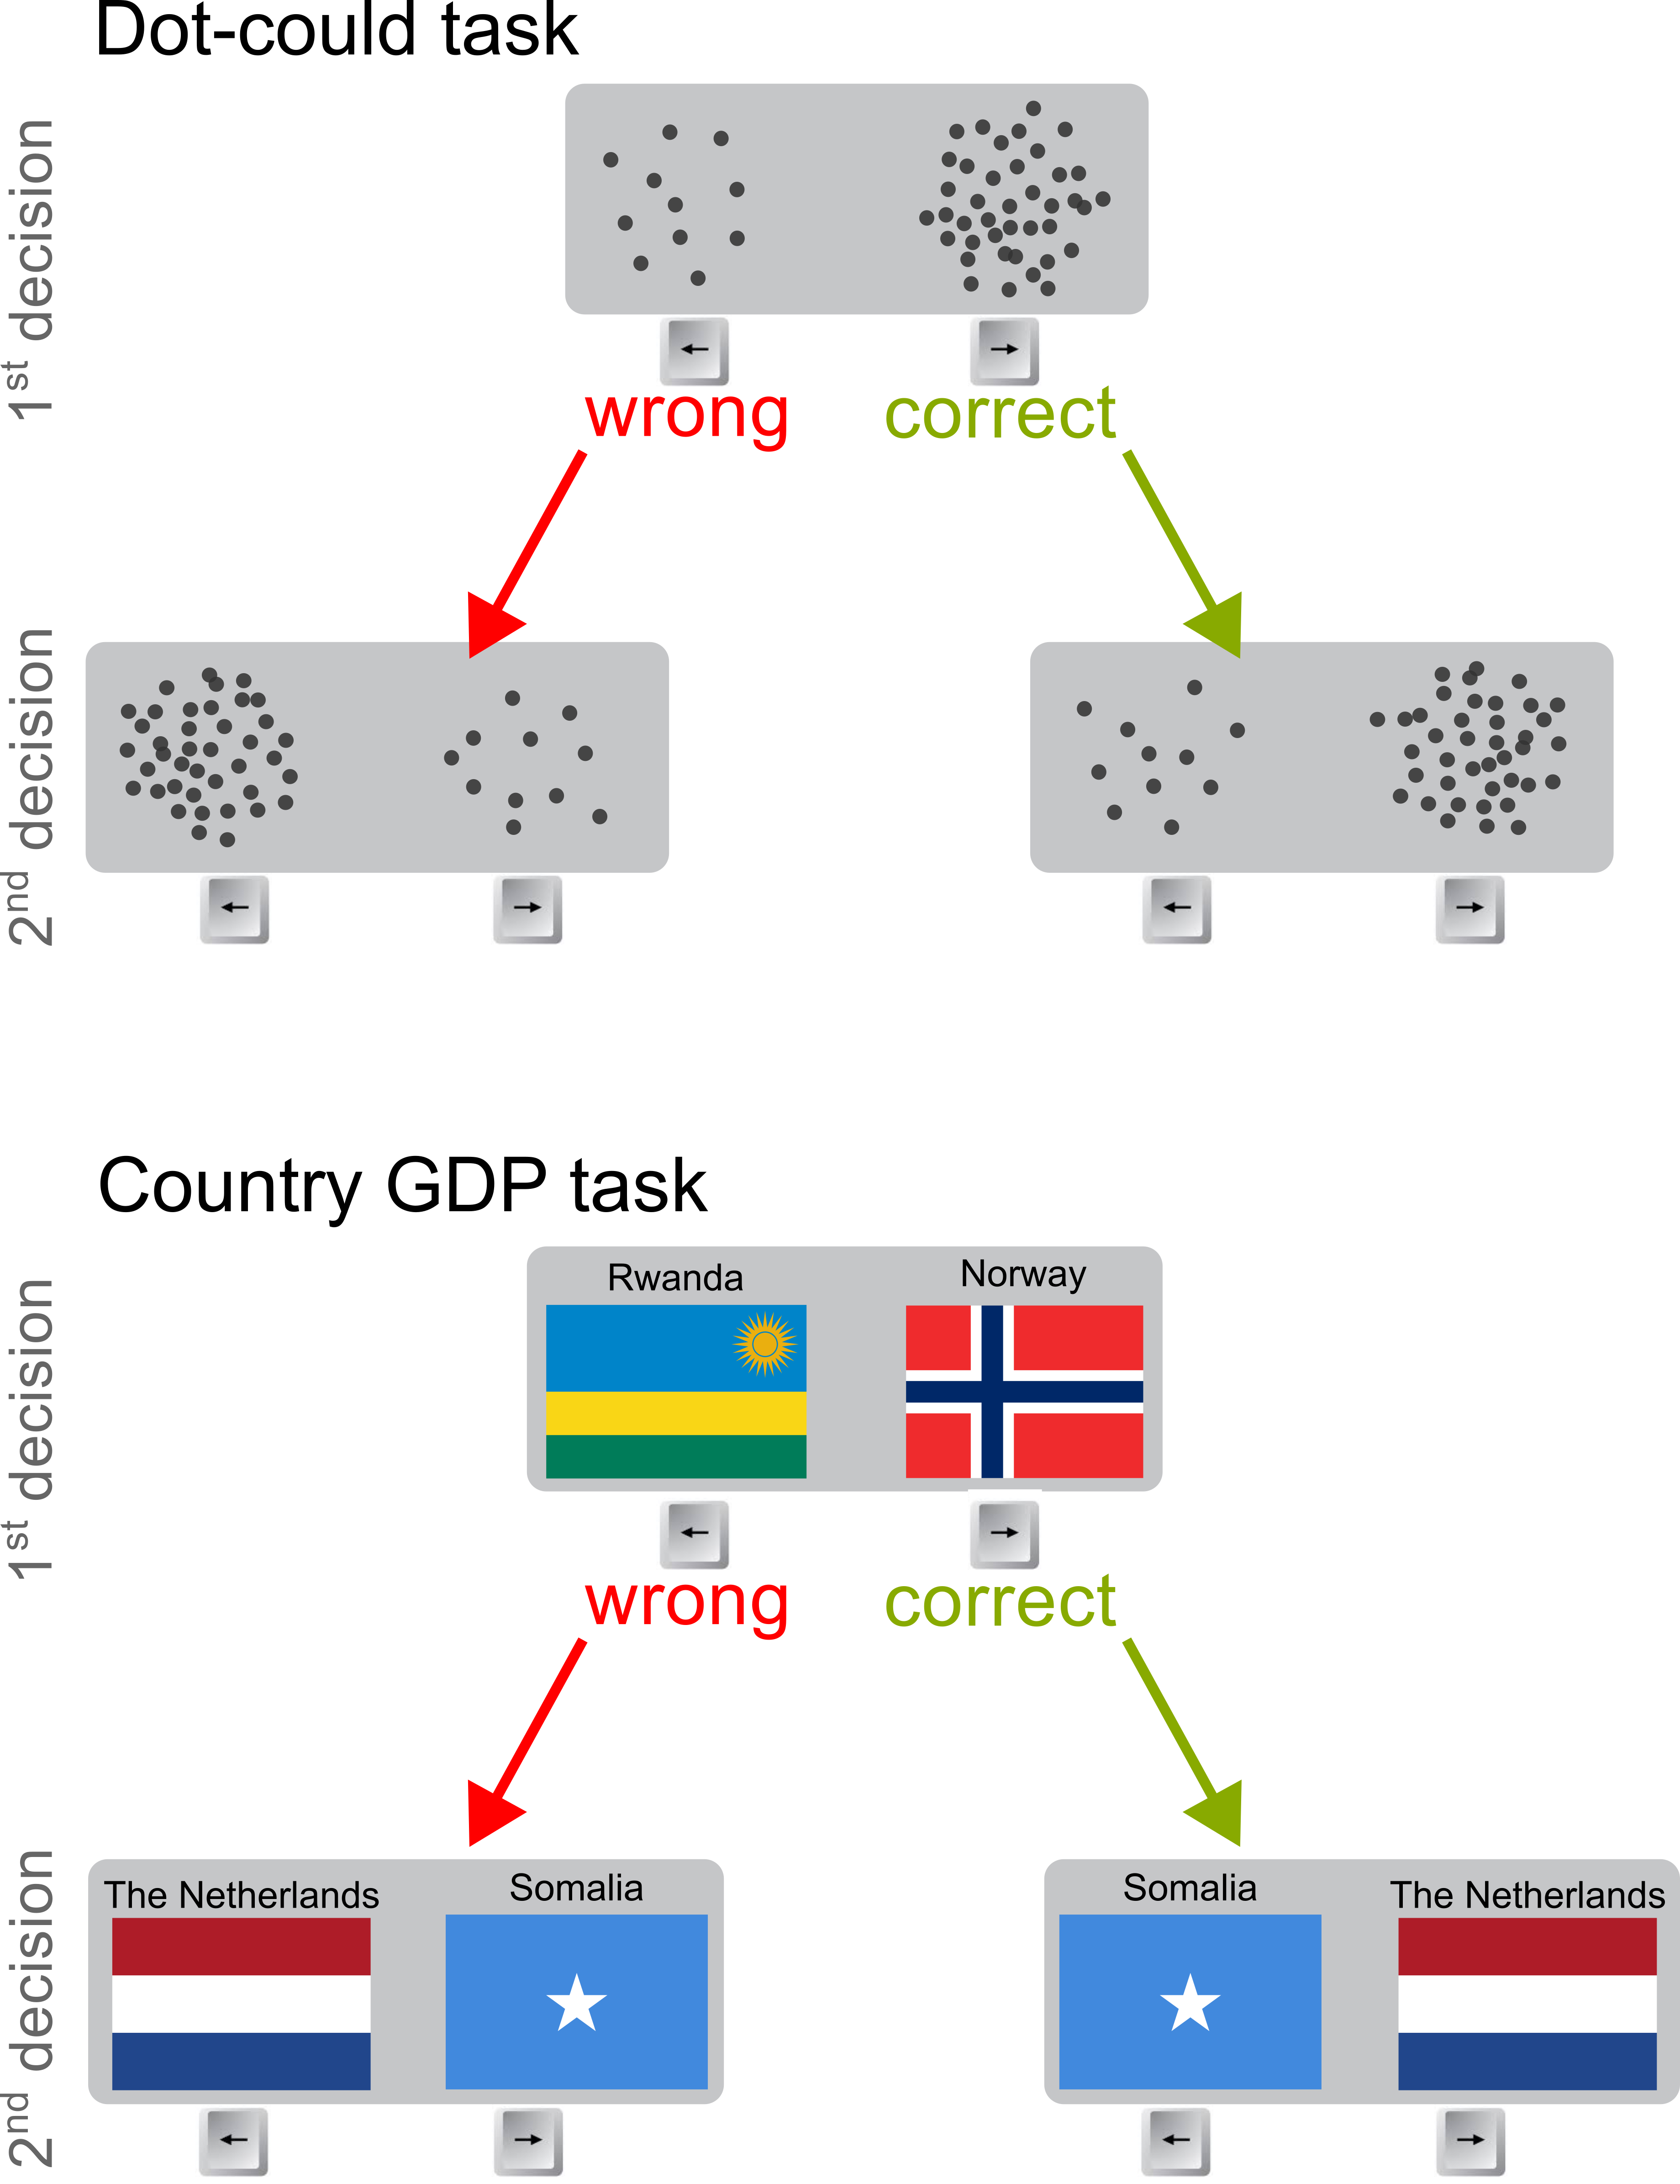 Dot-could task
1st decision
←
→
wrong
correct
2nd decision
←
→
←
→
Country GDP task
1st decision
Rwanda
Norway
←
→
wrong
correct
2nd decision
The Netherlands
Somalia
Somalia
The Netherlands
←
→
←
→